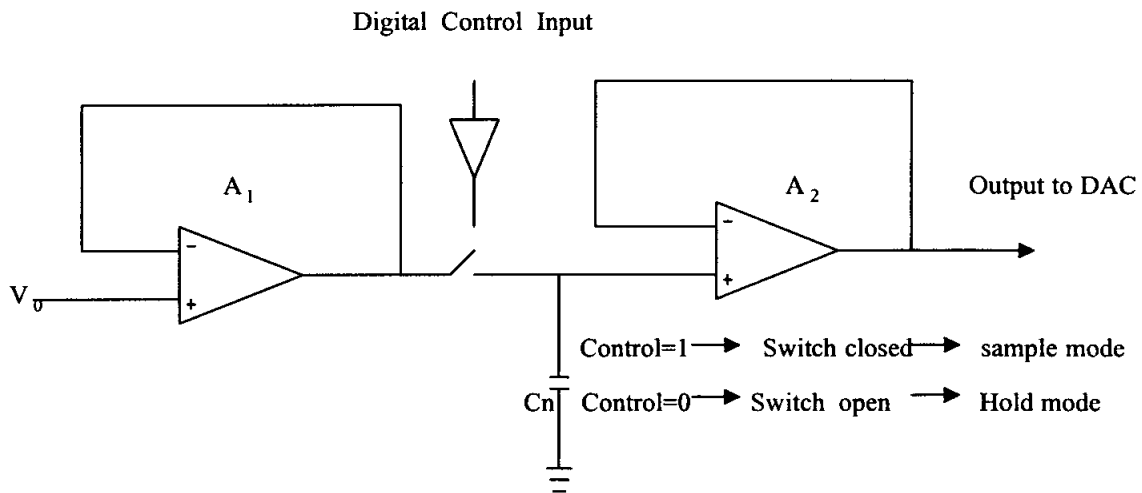 Digital Control Input
A1
A2
Output to DAC
-
-
V0
+
+
Control=1 Switch closed sample mode
Cn Control=0 Switch open Hold mode